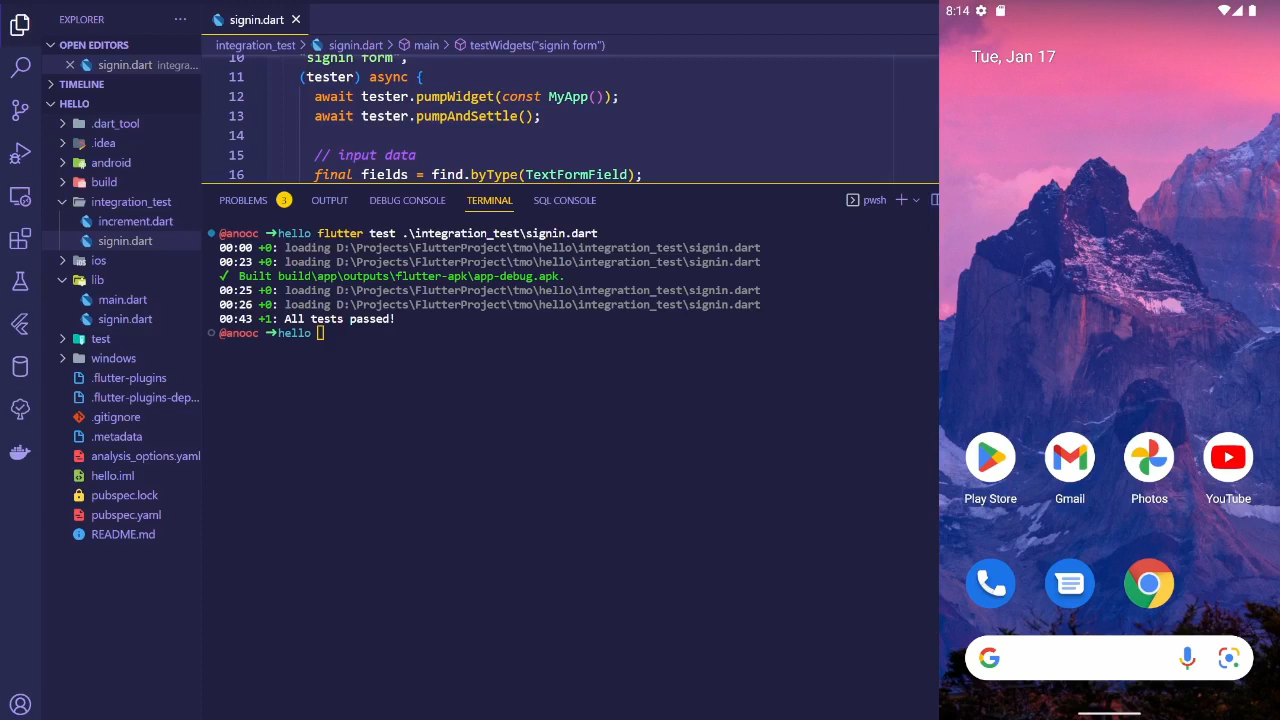 EXPLORER
OPEN EDITORS
signin.dart integra...
TIMELINE
HELLO
.dart_tool
.idea
android
build
integration_test
increment.dart
signin.dart
ios
lib
main.dart
signin.dart
test
windows
.flutter-plugins
.flutter-plugins-dep...
.gitignore
.metadata
analysis_options.yaml
hello.iml
pubspec.lock
pubspec.yaml
README.md
signin.dart
integration_test > signin.dart > main > testWidgets("signin form")
10 "signin form",
11 (tester) async {
12 await tester.pumpWidget(const MyApp());
13 await tester.pumpAndSettle();
14
15 // input data
16 final fields = find.byType(TextFormField);
PROBLEMS 3 OUTPUT DEBUG CONSOLE TERMINAL SQL CONSOLE pwsh
@anooc ➜hello flutter test .\integration_test\signin.dart
00:00 +0: loading D:\Projects\FlutterProject\tmo\hello\integration_test\signin.dart
00:23 +0: loading D:\Projects\FlutterProject\tmo\hello\integration_test\signin.dart
✓ Built build\app\outputs\flutter-apk\app-debug.apk.
00:25 +0: loading D:\Projects\FlutterProject\tmo\hello\integration_test\signin.dart
00:26 +0: loading D:\Projects\FlutterProject\tmo\hello\integration_test\signin.dart
00:43 +1: All tests passed!
@anooc ➜hello
8:14
Tue, Jan 17
Play Store Gmail Photos YouTube